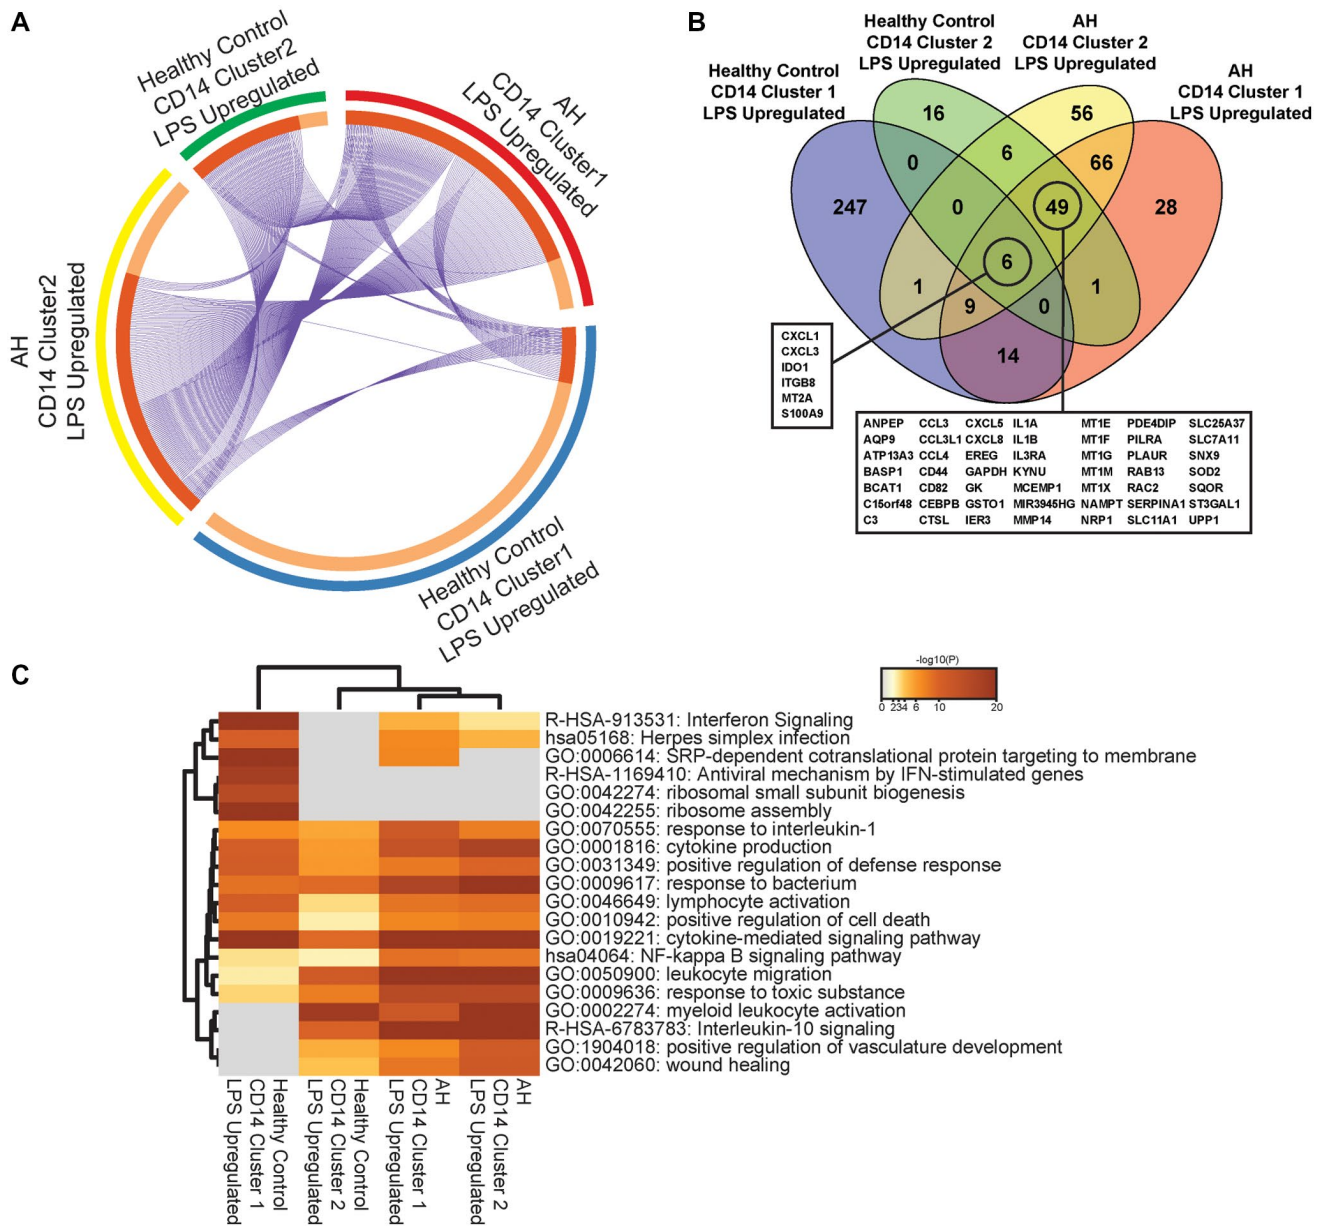 A
Healthy Control
CD14 Cluster2
LPS Upregulated
AH
CD14 Cluster1
LPS Upregulated
AH
CD14 Cluster2
LPS Upregulated
Healthy Control
CD14 Cluster1
LPS Upregulated
B
Healthy Control
CD14 Cluster 1
LPS Upregulated
Healthy Control
CD14 Cluster 2
LPS Upregulated
AH
CD14 Cluster 2
LPS Upregulated
AH
CD14 Cluster 1
LPS Upregulated
16
56
0
6
66
247
0
49
28
6
1
9
0
1
14
CXCL1
CXCL3
IDO1
ITGB8
MT2A
S100A9
ANPEP CCL3 CXCL5 IL1A MT1E PDE4DIP SLC25A37
AQP9 CCL3L1 CXCL8 IL1B MT1F PILRA SLC7A11
ATP13A3 CCL4 EREG IL3RA MT1G PLAUR SNX9
BASP1 CD44 GAPDH KYNU MT1M RAB13 SOD2
BCAT1 CD82 GK MCEMP1 MT1X RAC2 SQOR
C15orf48 CEBPB GSTO1 MIR3945HG NAMPT SERPINA1 ST3GAL1
C3 CTSL IER3 MMP14 NRP1 SLC11A1 UPP1
C
-log10(P)
0 2 3 4 6 10 20
R-HSA-913531: Interferon Signaling
hsa05168: Herpes simplex infection
GO:0006614: SRP-dependent cotranslational protein targeting to membrane
R-HSA-1169410: Antiviral mechanism by IFN-stimulated genes
GO:0042274: ribosomal small subunit biogenesis
GO:0042255: ribosome assembly
GO:0070555: response to interleukin-1
GO:0001816: cytokine production
GO:0031349: positive regulation of defense response
GO:0009617: response to bacterium
GO:0046649: lymphocyte activation
GO:0010942: positive regulation of cell death
GO:0019221: cytokine-mediated signaling pathway
hsa04064: NF-kappa B signaling pathway
GO:0050900: leukocyte migration
GO:0009636: response to toxic substance
GO:0002274: myeloid leukocyte activation
R-HSA-6783783: Interleukin-10 signaling
GO:1904018: positive regulation of vasculature development
GO:0042060: wound healing
Healthy Control
CD14 Cluster 1
LPS Upregulated
Healthy Control
CD14 Cluster 2
LPS Upregulated
AH
CD14 Cluster 1
LPS Upregulated
AH
CD14 Cluster 2
LPS Upregulated